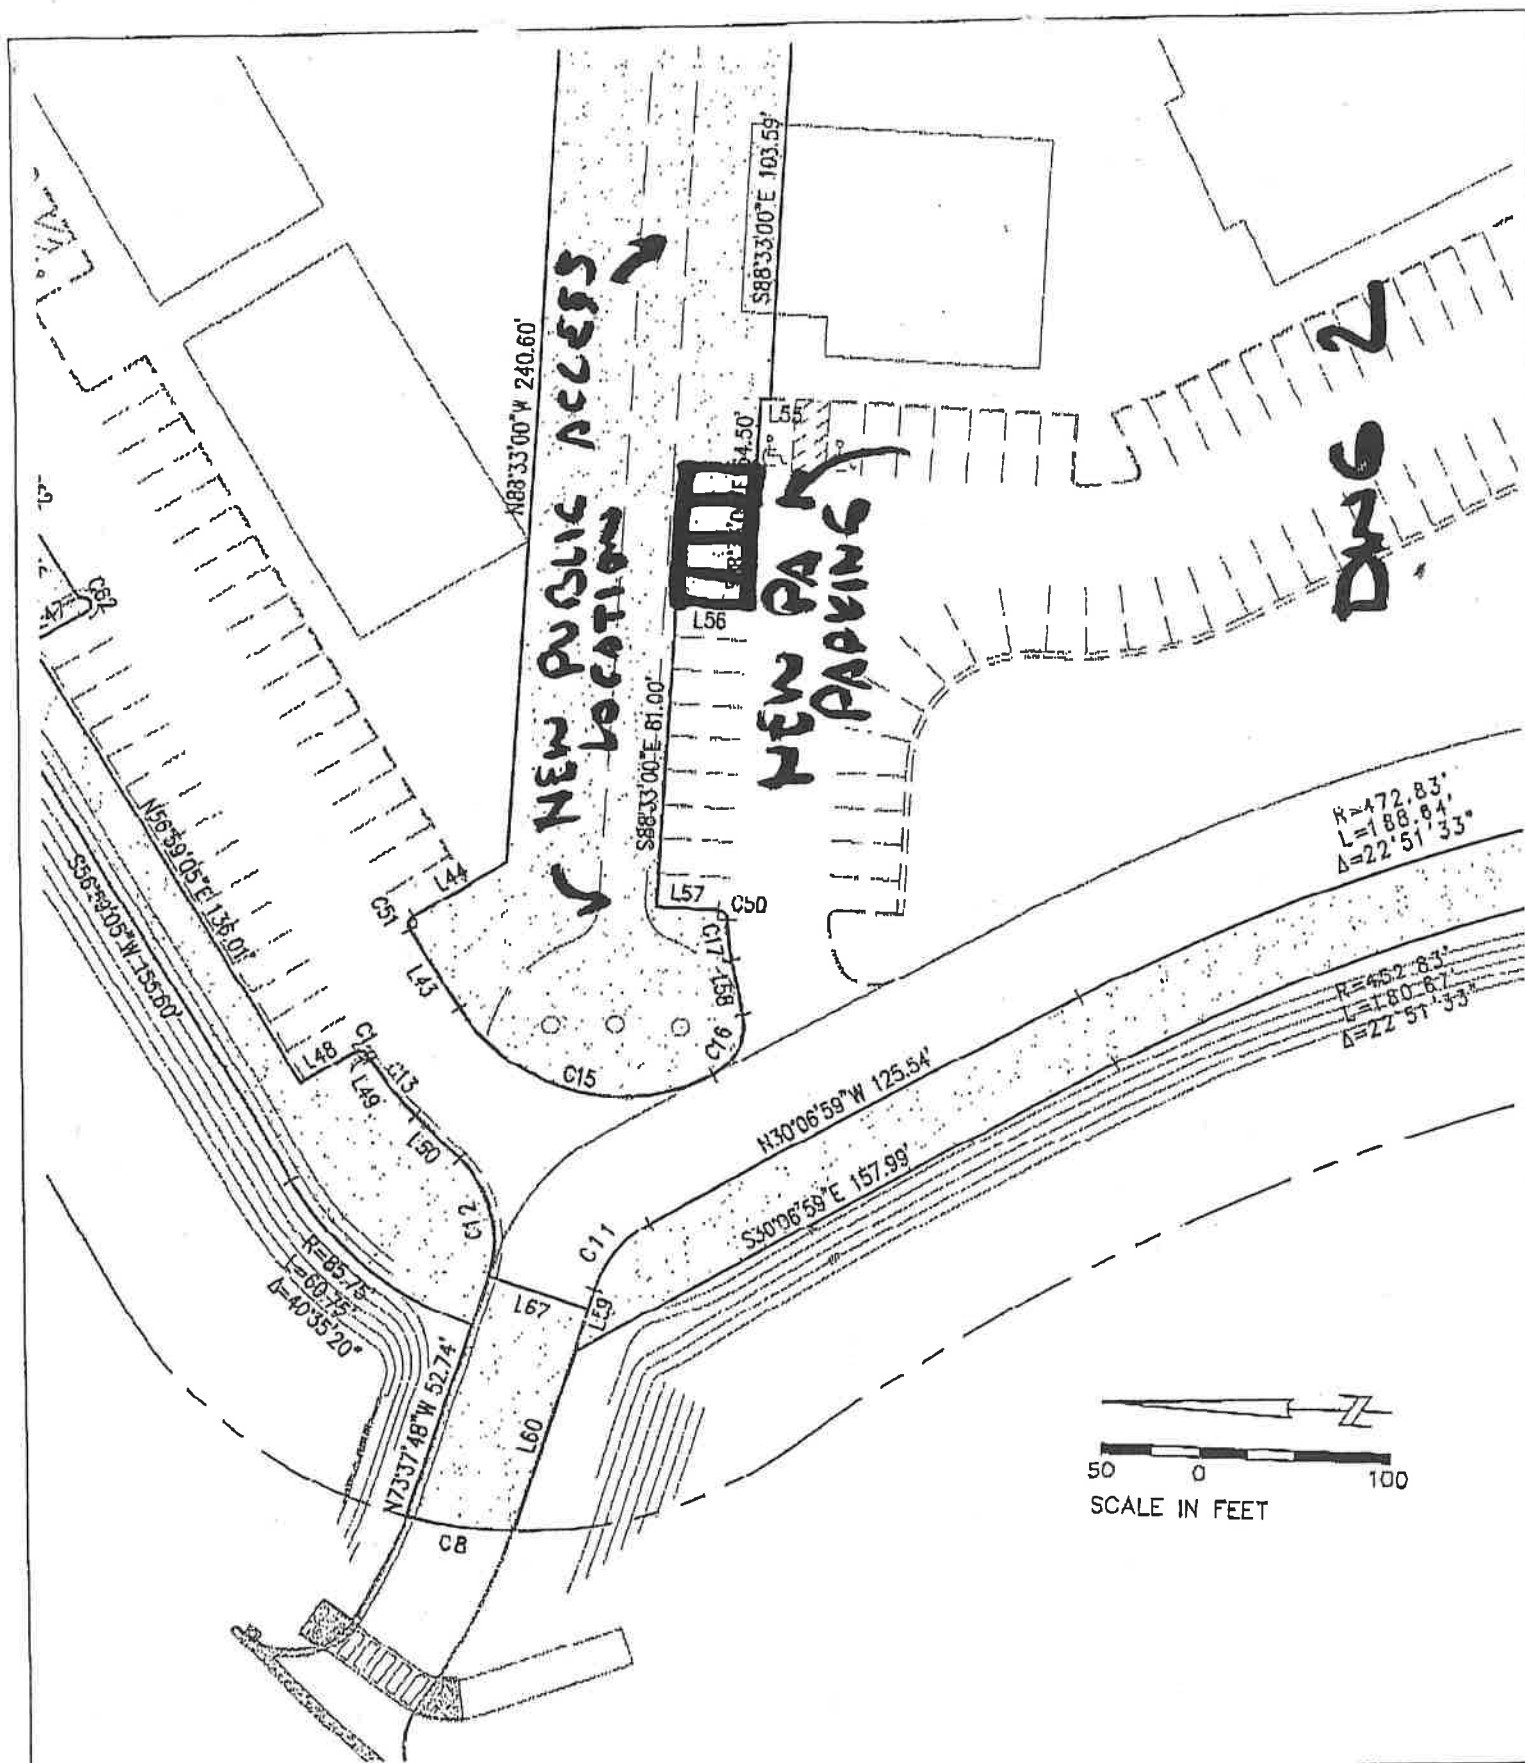 S88°33'00"E 103.59'
N88°33'00"W 240.60'
NEW PUBLIC ACCESS
LOCATION
L55
64.50'
DWG 2
NEW PA
PARKING
C62
L56
S88°33'00"E 81.00'
N56°59'05"E 136.01'
S56°59'05"W 155.60'
L44
C51
L43
L57
C50
C17
L58
C16
C15
R=472.83'
L=188.64'
Δ=22°51'33"
R=452.83'
L=180.67'
Δ=22°51'33"
L48
L49
C13
L50
C12
N30°06'59"W 125.54'
S30°06'59"E 157.99'
C11
L59
L67
R=85.75'
L=60.75'
Δ=40°35'20"
N73°37'48"W 52.74'
L60
C8
50 0 100
SCALE IN FEET